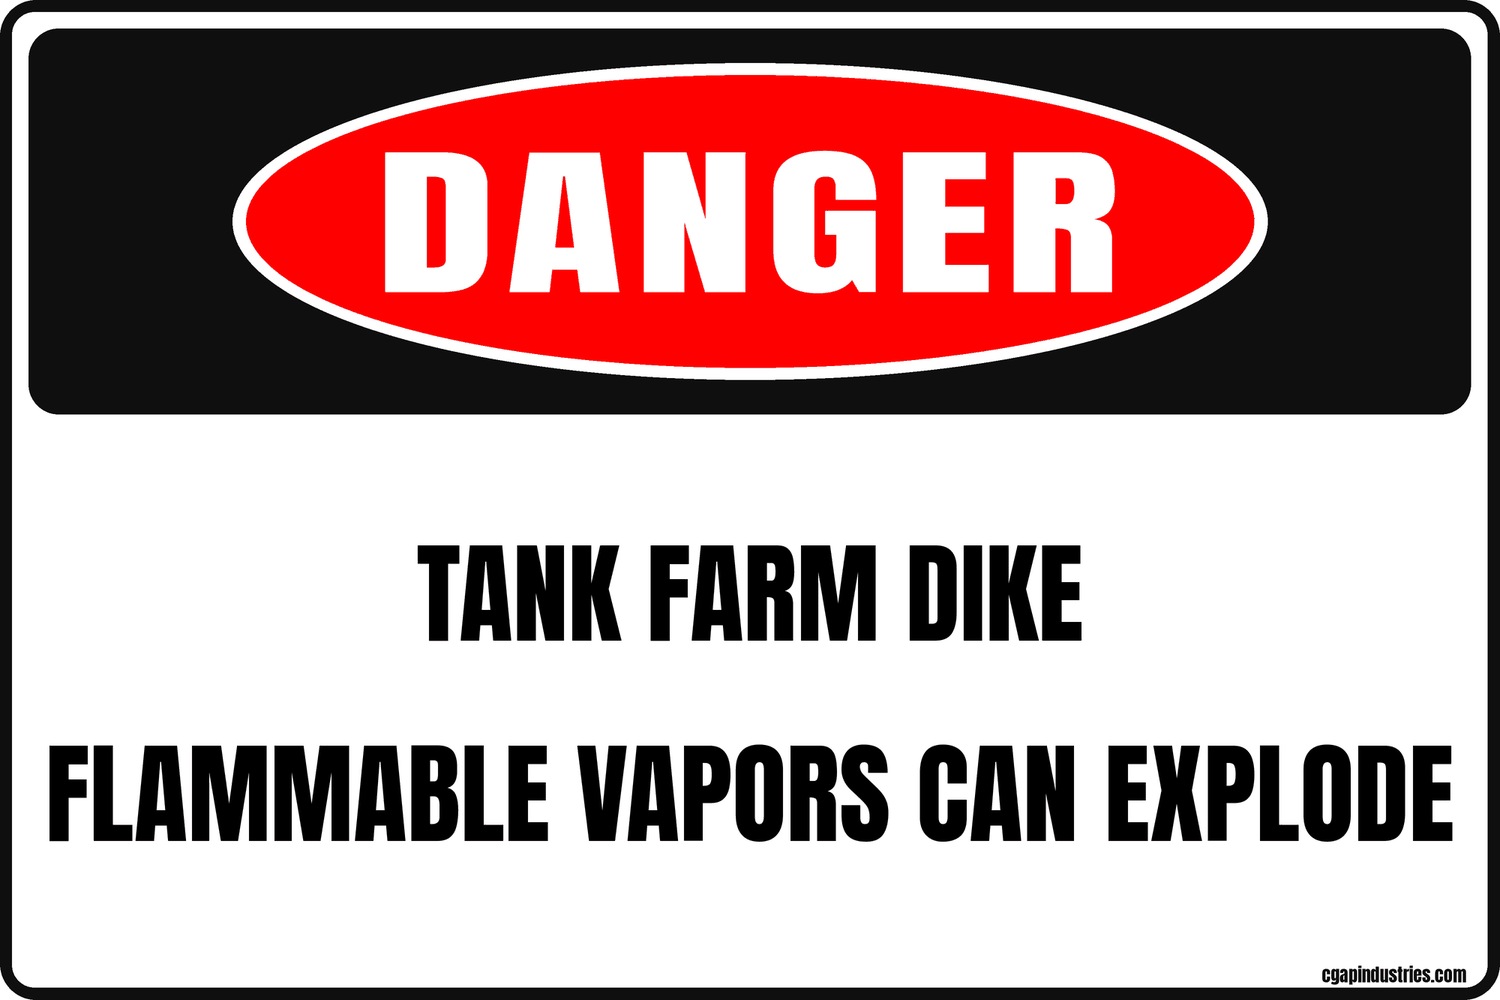 DANGER
TANK FARM DIKE
FLAMMABLE VAPORS CAN EXPLODE
cgapindustries.com